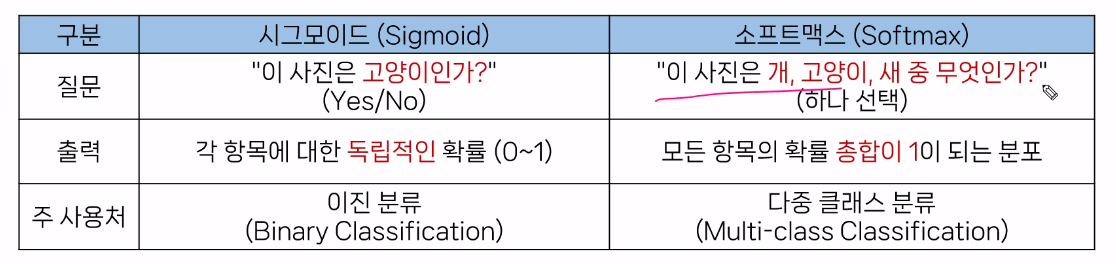 구분
시그모이드 (Sigmoid)
소프트맥스 (Softmax)
질문
"이 사진은 고양이인가?"
(Yes/No)
"이 사진은 개, 고양이, 새 중 무엇인가?"
(하나 선택)
출력
각 항목에 대한 독립적인 확률 (0~1)
모든 항목의 확률 총합이 1이 되는 분포
주 사용처
이진 분류
(Binary Classification)
다중 클래스 분류
(Multi-class Classification)